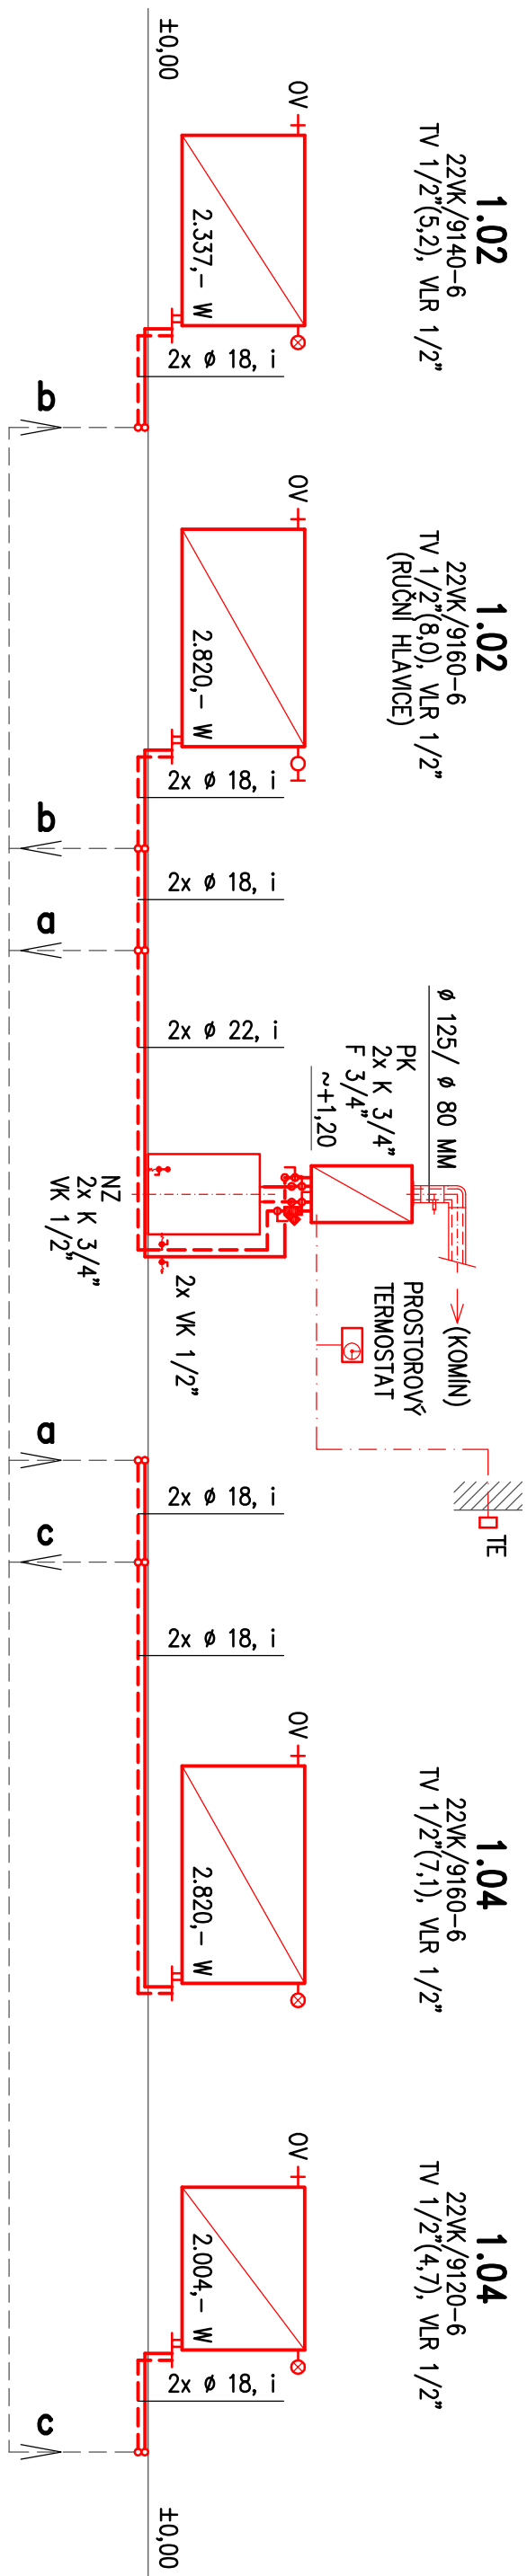 1.02
22VK/9140-6
TV 1/2"(5,2), VLR 1/2"
OV
2.337,- W
±0,00
2x ø 18, i
b
1.02
22VK/9160-6
TV 1/2"(8,0), VLR 1/2"
(RUČNÍ HLAVICE)
OV
2.820,- W
2x ø 18, i
b
2x ø 18, i
a
2x ø 22, i
ø 125/ ø 80 MM
PK
2x K 3/4"
F 3/4"
~+1,20
NZ
2x K 3/4"
VK 1/2"
2x VK 1/2"
(KOMÍN)
PROSTOROVÝ
TERMOSTAT
TE
a
2x ø 18, i
c
2x ø 18, i
1.04
22VK/9160-6
TV 1/2"(7,1), VLR 1/2"
OV
2.820,- W
1.04
22VK/9120-6
TV 1/2"(4,7), VLR 1/2"
OV
2.004,- W
2x ø 18, i
c
±0,00